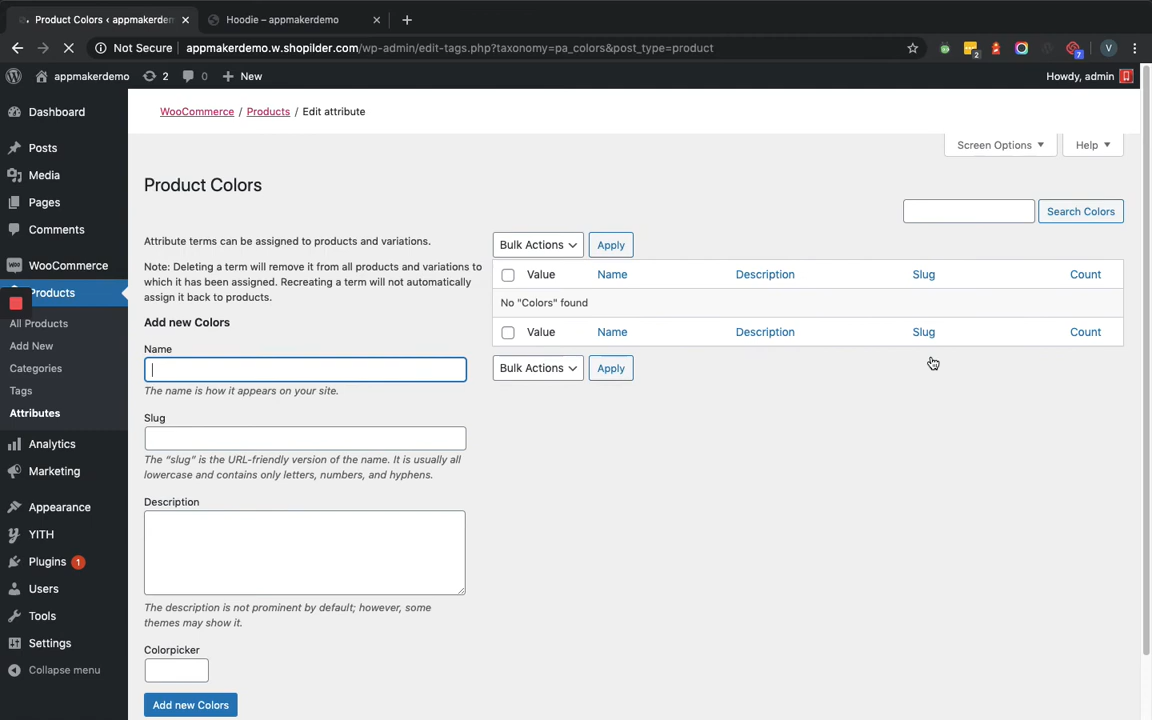 Product Colors ‹ appmakerdem
Hoodie – appmakerdemo
Not Secure appmakerdemo.w.shopilder.com/wp-admin/edit-tags.php?taxonomy=pa_colors&post_type=product
2
7
V
appmakerdemo 2 0 New
Howdy, admin
Dashboard
Posts
Media
Pages
Comments
WooCommerce
Products
All Products
Add New
Categories
Tags
Attributes
Analytics
Marketing
Appearance
YITH
Plugins 1
Users
Tools
Settings
Collapse menu
WooCommerce / Products / Edit attribute
Screen Options
Help
Product Colors
Search Colors
Attribute terms can be assigned to products and variations.
Note: Deleting a term will remove it from all products and variations to
which it has been assigned. Recreating a term will not automatically
assign it back to products.
Add new Colors
Name
The name is how it appears on your site.
Slug
The “slug” is the URL-friendly version of the name. It is usually all
lowercase and contains only letters, numbers, and hyphens.
Description
The description is not prominent by default; however, some
themes may show it.
Colorpicker
Add new Colors
Bulk Actions Apply
Value Name Description Slug Count
No "Colors" found
Value Name Description Slug Count
Bulk Actions Apply